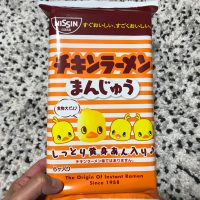 NISSIN
すぐおいしい、すごくおいしい。
チキンラーメン
まんじゅう
しっとり黄身あん入り♪
The Origin Of Instant Ramen
Since 1958